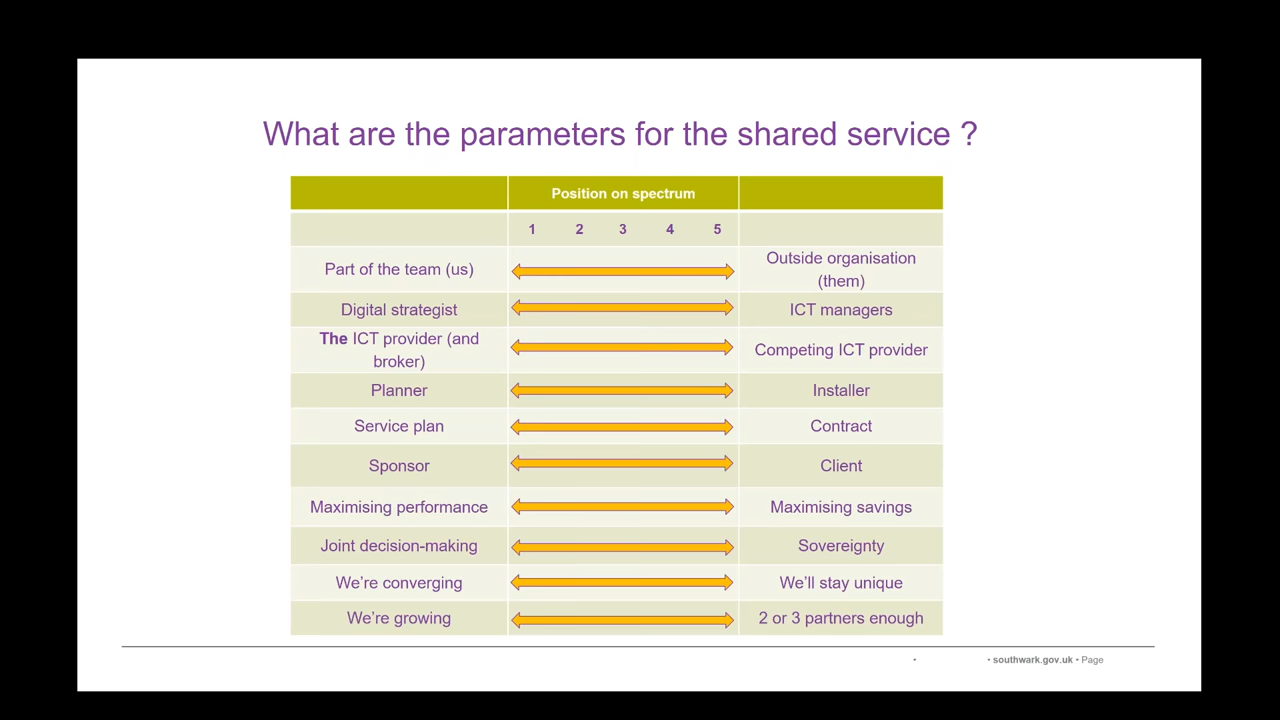 What are the parameters for the shared service ?
Position on spectrum
1 2 3 4 5
Part of the team (us)
Outside organisation
(them)
Digital strategist
ICT managers
The ICT provider (and
broker)
Competing ICT provider
Planner
Installer
Service plan
Contract
Sponsor
Client
Maximising performance
Maximising savings
Joint decision-making
Sovereignty
We're converging
We'll stay unique
We're growing
2 or 3 partners enough
• • southwark.gov.uk • Page